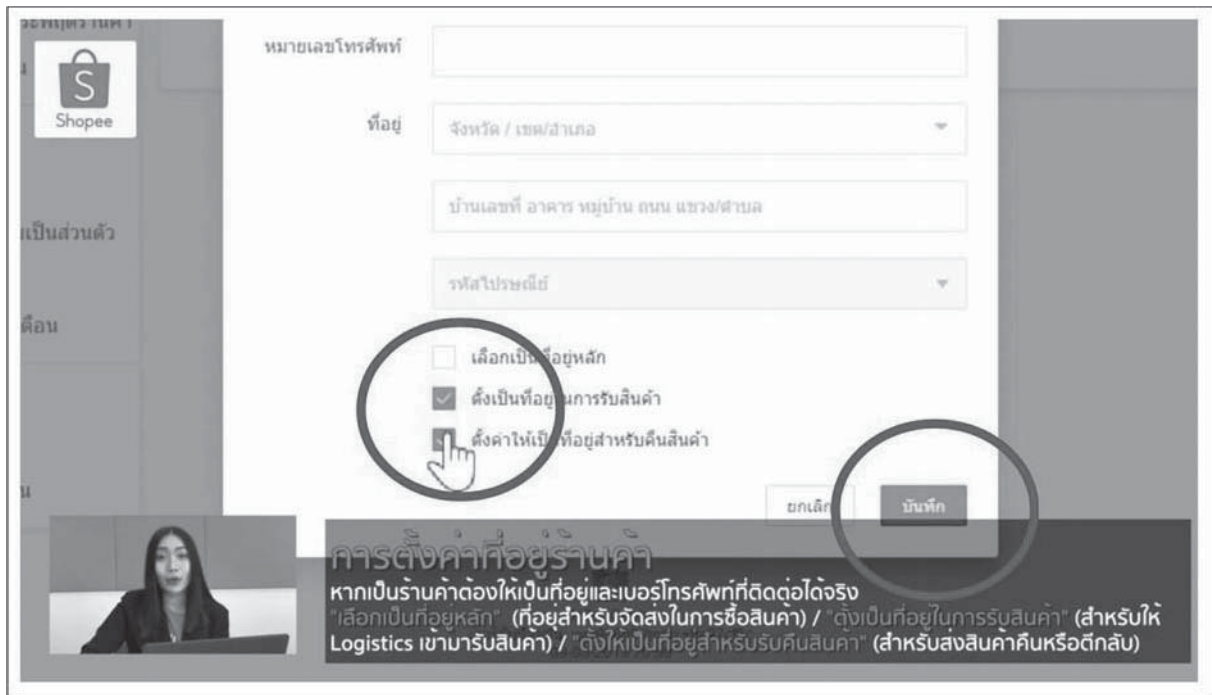 หมายเลขโทรศัพท์
S
Shopee
ที่อยู่
จังหวัด / เขต/อำเภอ
บ้านเลขที่ อาคาร หมู่บ้าน ถนน แขวง/ตำบล
เป็นส่วนตัว
รหัสไปรษณีย์
เลือกเป็นที่อยู่หลัก
ตั้งเป็นที่อยู่ในการรับสินค้า
ตั้งค่าให้เป็นที่อยู่สำหรับคืนสินค้า
ยกเลิก
บันทึก
การตั้งค่าที่อยู่ร้านค้า
หากเป็นร้านค้าต้องให้เป็นที่อยู่และเบอร์โทรศัพท์ที่ติดต่อได้จริง
"เลือกเป็นที่อยู่หลัก" (ที่อยู่สำหรับจัดส่งในการซื้อสินค้า) / "ตั้งเป็นที่อยู่ในการรับสินค้า" (สำหรับให้
Logistics เข้ามารับสินค้า) / "ตั้งให้เป็นที่อยู่สำหรับรับคืนสินค้า" (สำหรับส่งสินค้าคืนหรือตีกลับ)